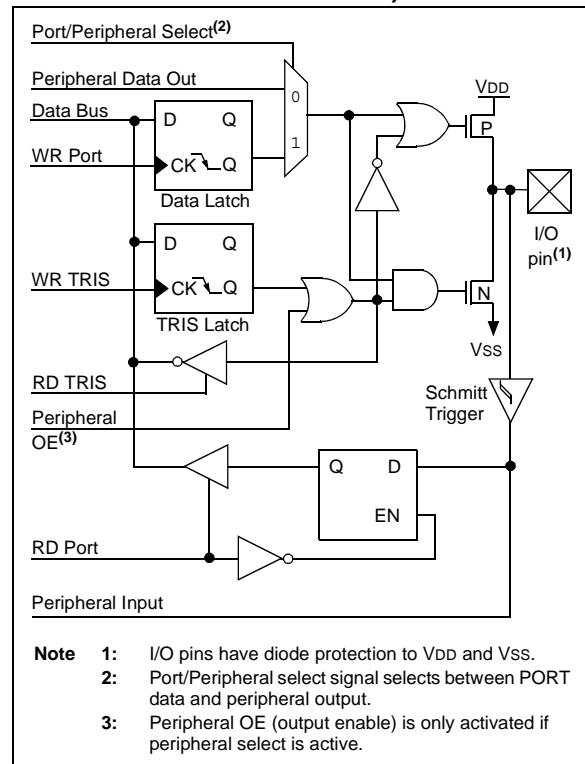 Port/Peripheral Select(2)
Peripheral Data Out
Data Bus
WR Port
D Q
CK Q
Data Latch
0
1
VDD
P
I/O
pin(1)
WR TRIS
D Q
CK Q
TRIS Latch
N
VSS
RD TRIS
Peripheral
OE(3)
Schmitt
Trigger
Q D
EN
RD Port
Peripheral Input
Note 1: I/O pins have diode protection to VDD and VSS.
2: Port/Peripheral select signal selects between PORT
data and peripheral output.
3: Peripheral OE (output enable) is only activated if
peripheral select is active.